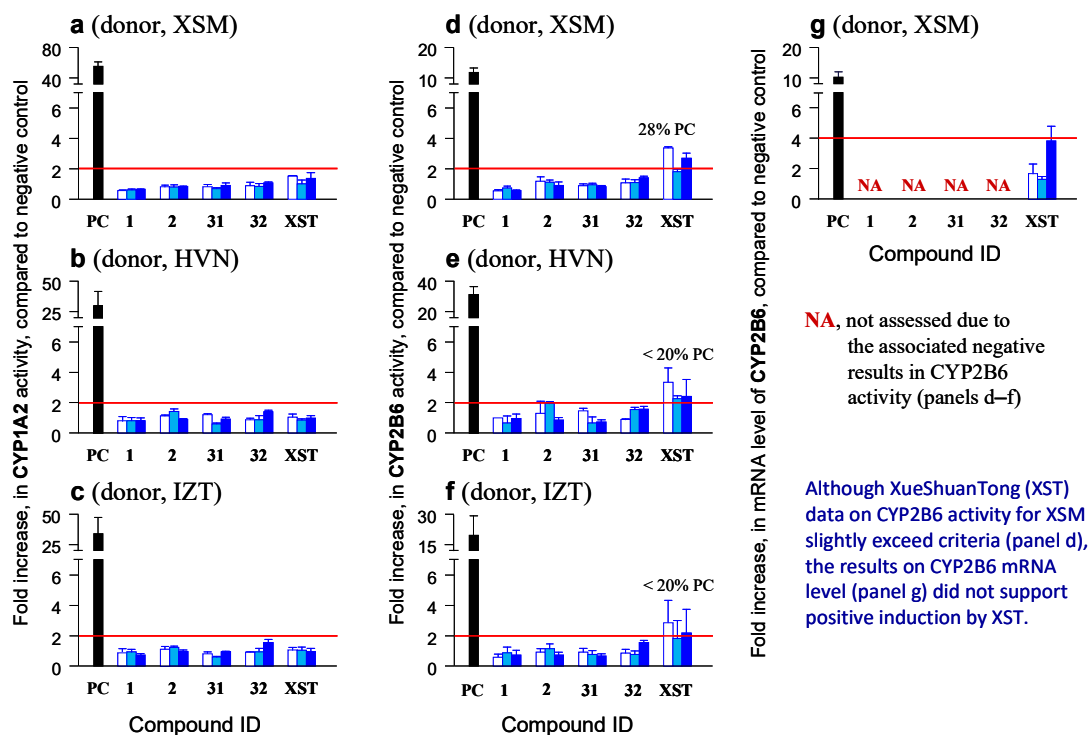 Fold increase, in CYP1A2 activity, compared to negative control
a (donor, XSM)
80
40
6
4
2
0
PC 1 2 31 32 XST
b (donor, HVN)
50
25
6
4
2
0
PC 1 2 31 32 XST
c (donor, IZT)
50
25
6
4
2
0
PC 1 2 31 32 XST
Compound ID
Fold increase, in CYP2B6 activity, compared to negative control
d (donor, XSM)
20
10
6
4
2
0
28% PC
PC 1 2 31 32 XST
e (donor, HVN)
40
20
6
4
2
0
< 20% PC
PC 1 2 31 32 XST
f (donor, IZT)
30
15
6
4
2
0
< 20% PC
PC 1 2 31 32 XST
Compound ID
Fold increase, in mRNA level of CYP2B6, compared to negative control
g (donor, XSM)
20
10
6
4
2
0
NA NA NA NA
PC 1 2 31 32 XST
Compound ID
NA, not assessed due to
the associated negative
results in CYP2B6
activity (panels d–f)
Although XueShuanTong (XST)
data on CYP2B6 activity for XSM
slightly exceed criteria (panel d),
the results on CYP2B6 mRNA
level (panel g) did not support
positive induction by XST.